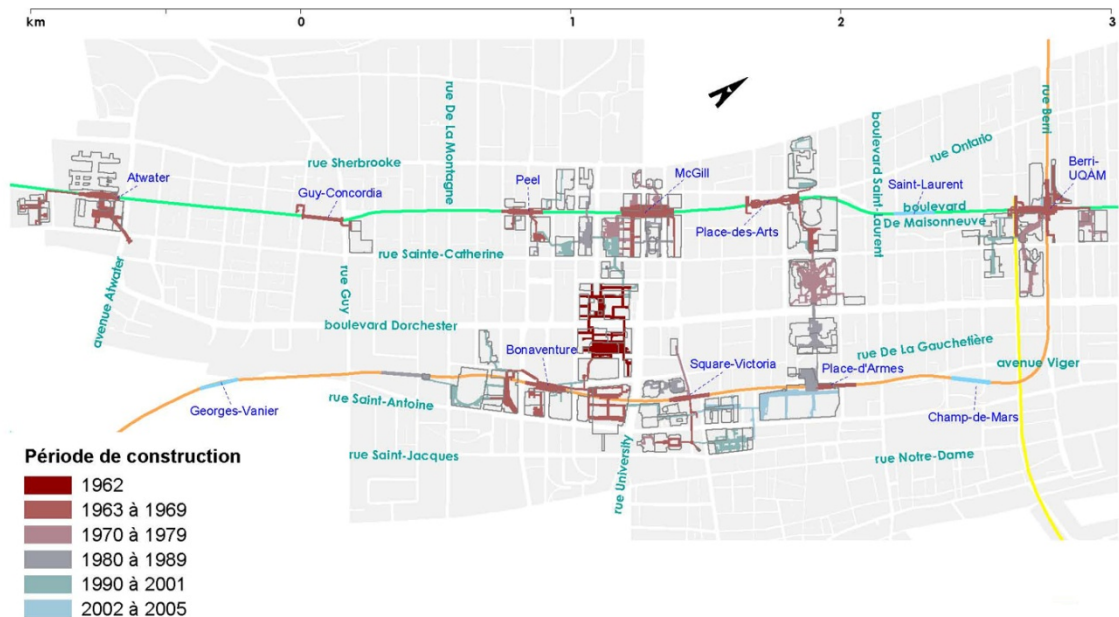 km 0 1 2 3
rue De La Montagne
boulevard Saint-Laurent
rue Ontario
rue Berri
rue Sherbrooke
Atwater
Guy-Concordia
Peel
McGill
Place-des-Arts
Saint-Laurent
boulevard
De Maisonneuve
Berri-
UQAM
avenue Atwater
rue Guy
rue Sainte-Catherine
boulevard Dorchester
Bonaventure
Square-Victoria
rue De La Gauchetière
Place-d'Armes
avenue Viger
Georges-Vanier
rue Saint-Antoine
Champ-de-Mars
rue Saint-Jacques
rue University
rue Notre-Dame
Période de construction
1962
1963 à 1969
1970 à 1979
1980 à 1989
1990 à 2001
2002 à 2005